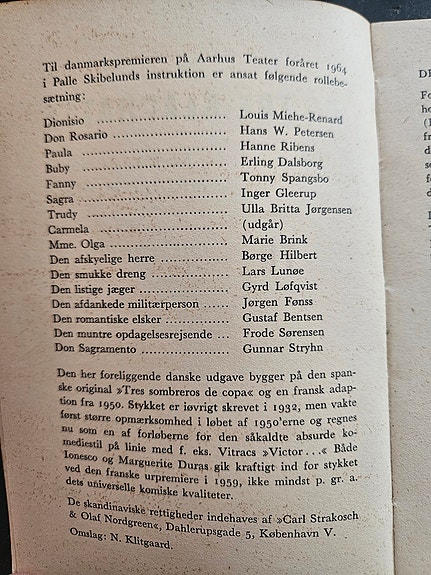 Til danmarkspremieren på Aarhus Teater foråret 1964
i Palle Skibelunds instruktion er ansat følgende rollebe-
sætning:
Dionisio ........................ Louis Miehe-Renard
Don Rosario ..................... Hans W. Petersen
Paula ........................... Hanne Ribens
Buby ............................ Erling Dalsborg
Fanny ........................... Tonny Spangsbo
Sagra ........................... Inger Gleerup
Trudy ........................... Ulla Britta Jørgensen
Carmela ......................... (udgår)
Mme. Olga ....................... Marie Brink
Den afskyelige herre ............ Børge Hilbert
Den smukke dreng ................ Lars Lunøe
Den listige jæger ............... Gyrd Løfqvist
Den afdankede militærperson ...... Jørgen Fønss
Den romantiske elsker ........... Gustaf Bentsen
Den muntre opdagelsesrejsende ... Frode Sørensen
Don Sagramento .................. Gunnar Stryhn
Den her foreliggende danske udgave bygger på den span-
ske original »Tres sombreros de copa« og en fransk adap-
tion fra 1950. Stykket er iøvrigt skrevet i 1932, men vakte
først større opmærksomhed i løbet af 1950'erne og regnes
nu som en af forløberne for den såkaldte absurde ko-
mediestil på linie med f. eks. Vitracs »Victor . . .« Både
Ionesco og Marguerite Duras gik kraftigt ind for stykket
ved den franske urpremiere i 1959, ikke mindst p. gr. a.
dets universelle komiske kvaliteter.
De skandinaviske rettigheder indehaves af »Carl Strakosch
& Olaf Nordgreen«, Dahlerupsgade 5, København V.
Omslag: N. Klitgaard.